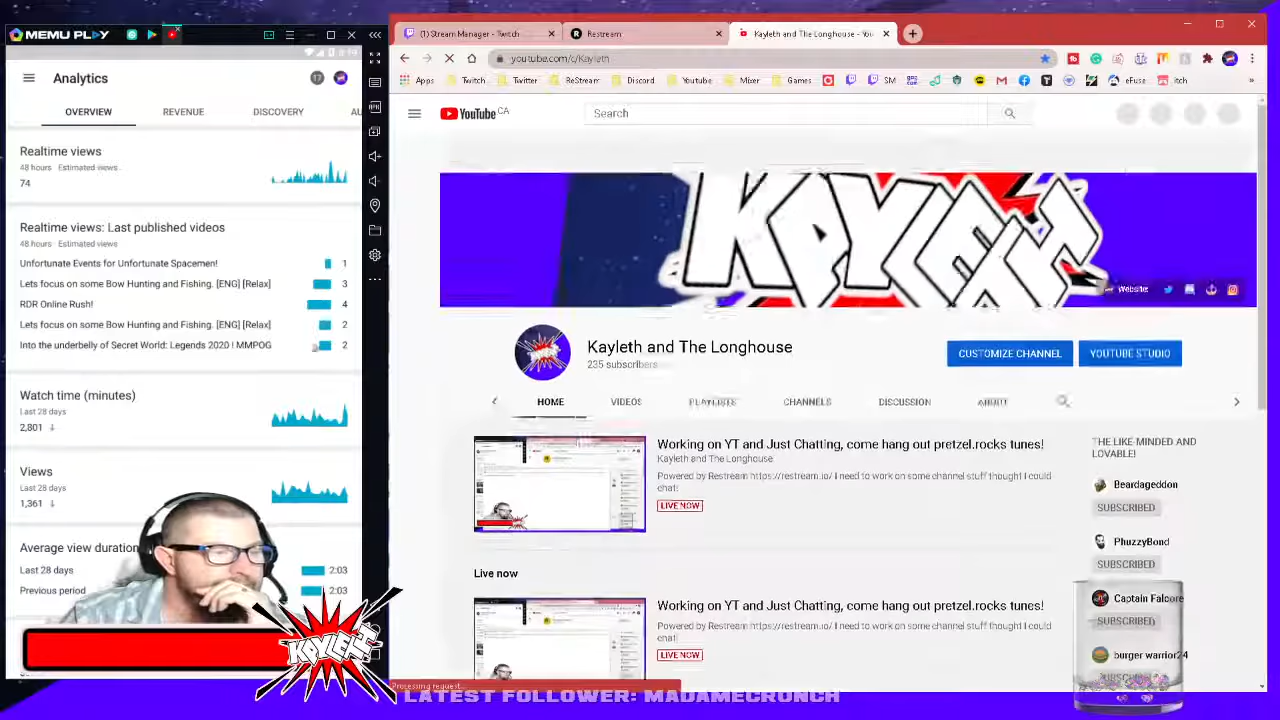 MEMU PLAY
Analytics
17
OVERVIEW
REVENUE
DISCOVERY
AU
Realtime views
48 hours Estimated views
74
Realtime views: Last published videos
48 hours Estimated views
Unfortunate Events for Unfortunate Spacemen! 1
Lets focus on some Bow Hunting and Fishing. [ENG] [Relax] 3
RDR Online Rush! 4
Lets focus on some Bow Hunting and Fishing. [ENG] [Relax] 2
Into the underbelly of Secret World: Legends 2020 ! MMPOG 2
Watch time (minutes)
Last 28 days
2,801 ↓
Views
Last 28 days
1,361 ↓
Average view duration
Last 28 days 2:03
Previous period 2:03
KAYLETH
(1) Stream Manager - Twitch
Restream
Kayleth and The Longhouse - You
youtube.com/c/Kayleth
Apps Twitch Twitter ReStream Discord Youtube Mixer Games SM eFuse itch
YouTube CA
Search
KAYLETH
Website
Kayleth and The Longhouse
235 subscribers
CUSTOMIZE CHANNEL
YOUTUBE STUDIO
HOME VIDEOS PLAYLISTS CHANNELS DISCUSSION ABOUT
Working on YT and Just Chatting, come hang out pretzel.rocks tunes!
Kayleth and The Longhouse
Powered by Restream https://restream.io/ I need to work on some channel stuff thought I could
chat!
LIVE NOW
Live now
Working on YT and Just Chatting, come hang out pretzel.rocks tunes!
Powered by Restream https://restream.io/ I need to work on some channel stuff thought I could
chat!
LIVE NOW
THE LIKE-MINDED AND
LOVABLE!
Beardageddon
SUBSCRIBED
PhuzzyBond
SUBSCRIBED
Captain Falcore
SUBSCRIBED
burger warrior24
SUBSCRIBED
Processing request...
LATEST FOLLOWER: MADAMECRUNCH